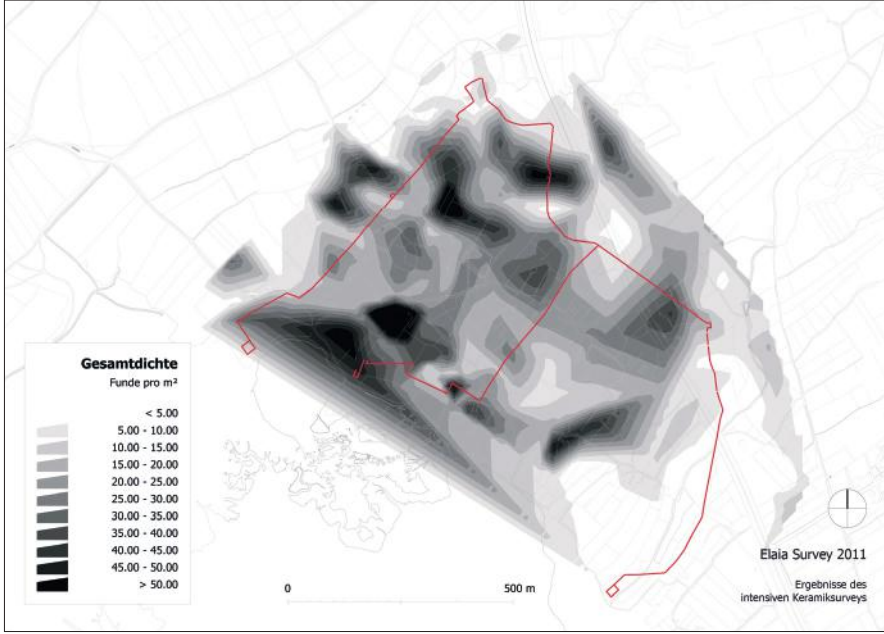 Gesamtdichte
Funde pro m²
< 5.00
5.00 - 10.00
10.00 - 15.00
15.00 - 20.00
20.00 - 25.00
25.00 - 30.00
30.00 - 35.00
35.00 - 40.00
40.00 - 45.00
45.00 - 50.00
> 50.00
0 500 m
Elaia Survey 2011
Ergebnisse des
intensiven Keramiksurveys